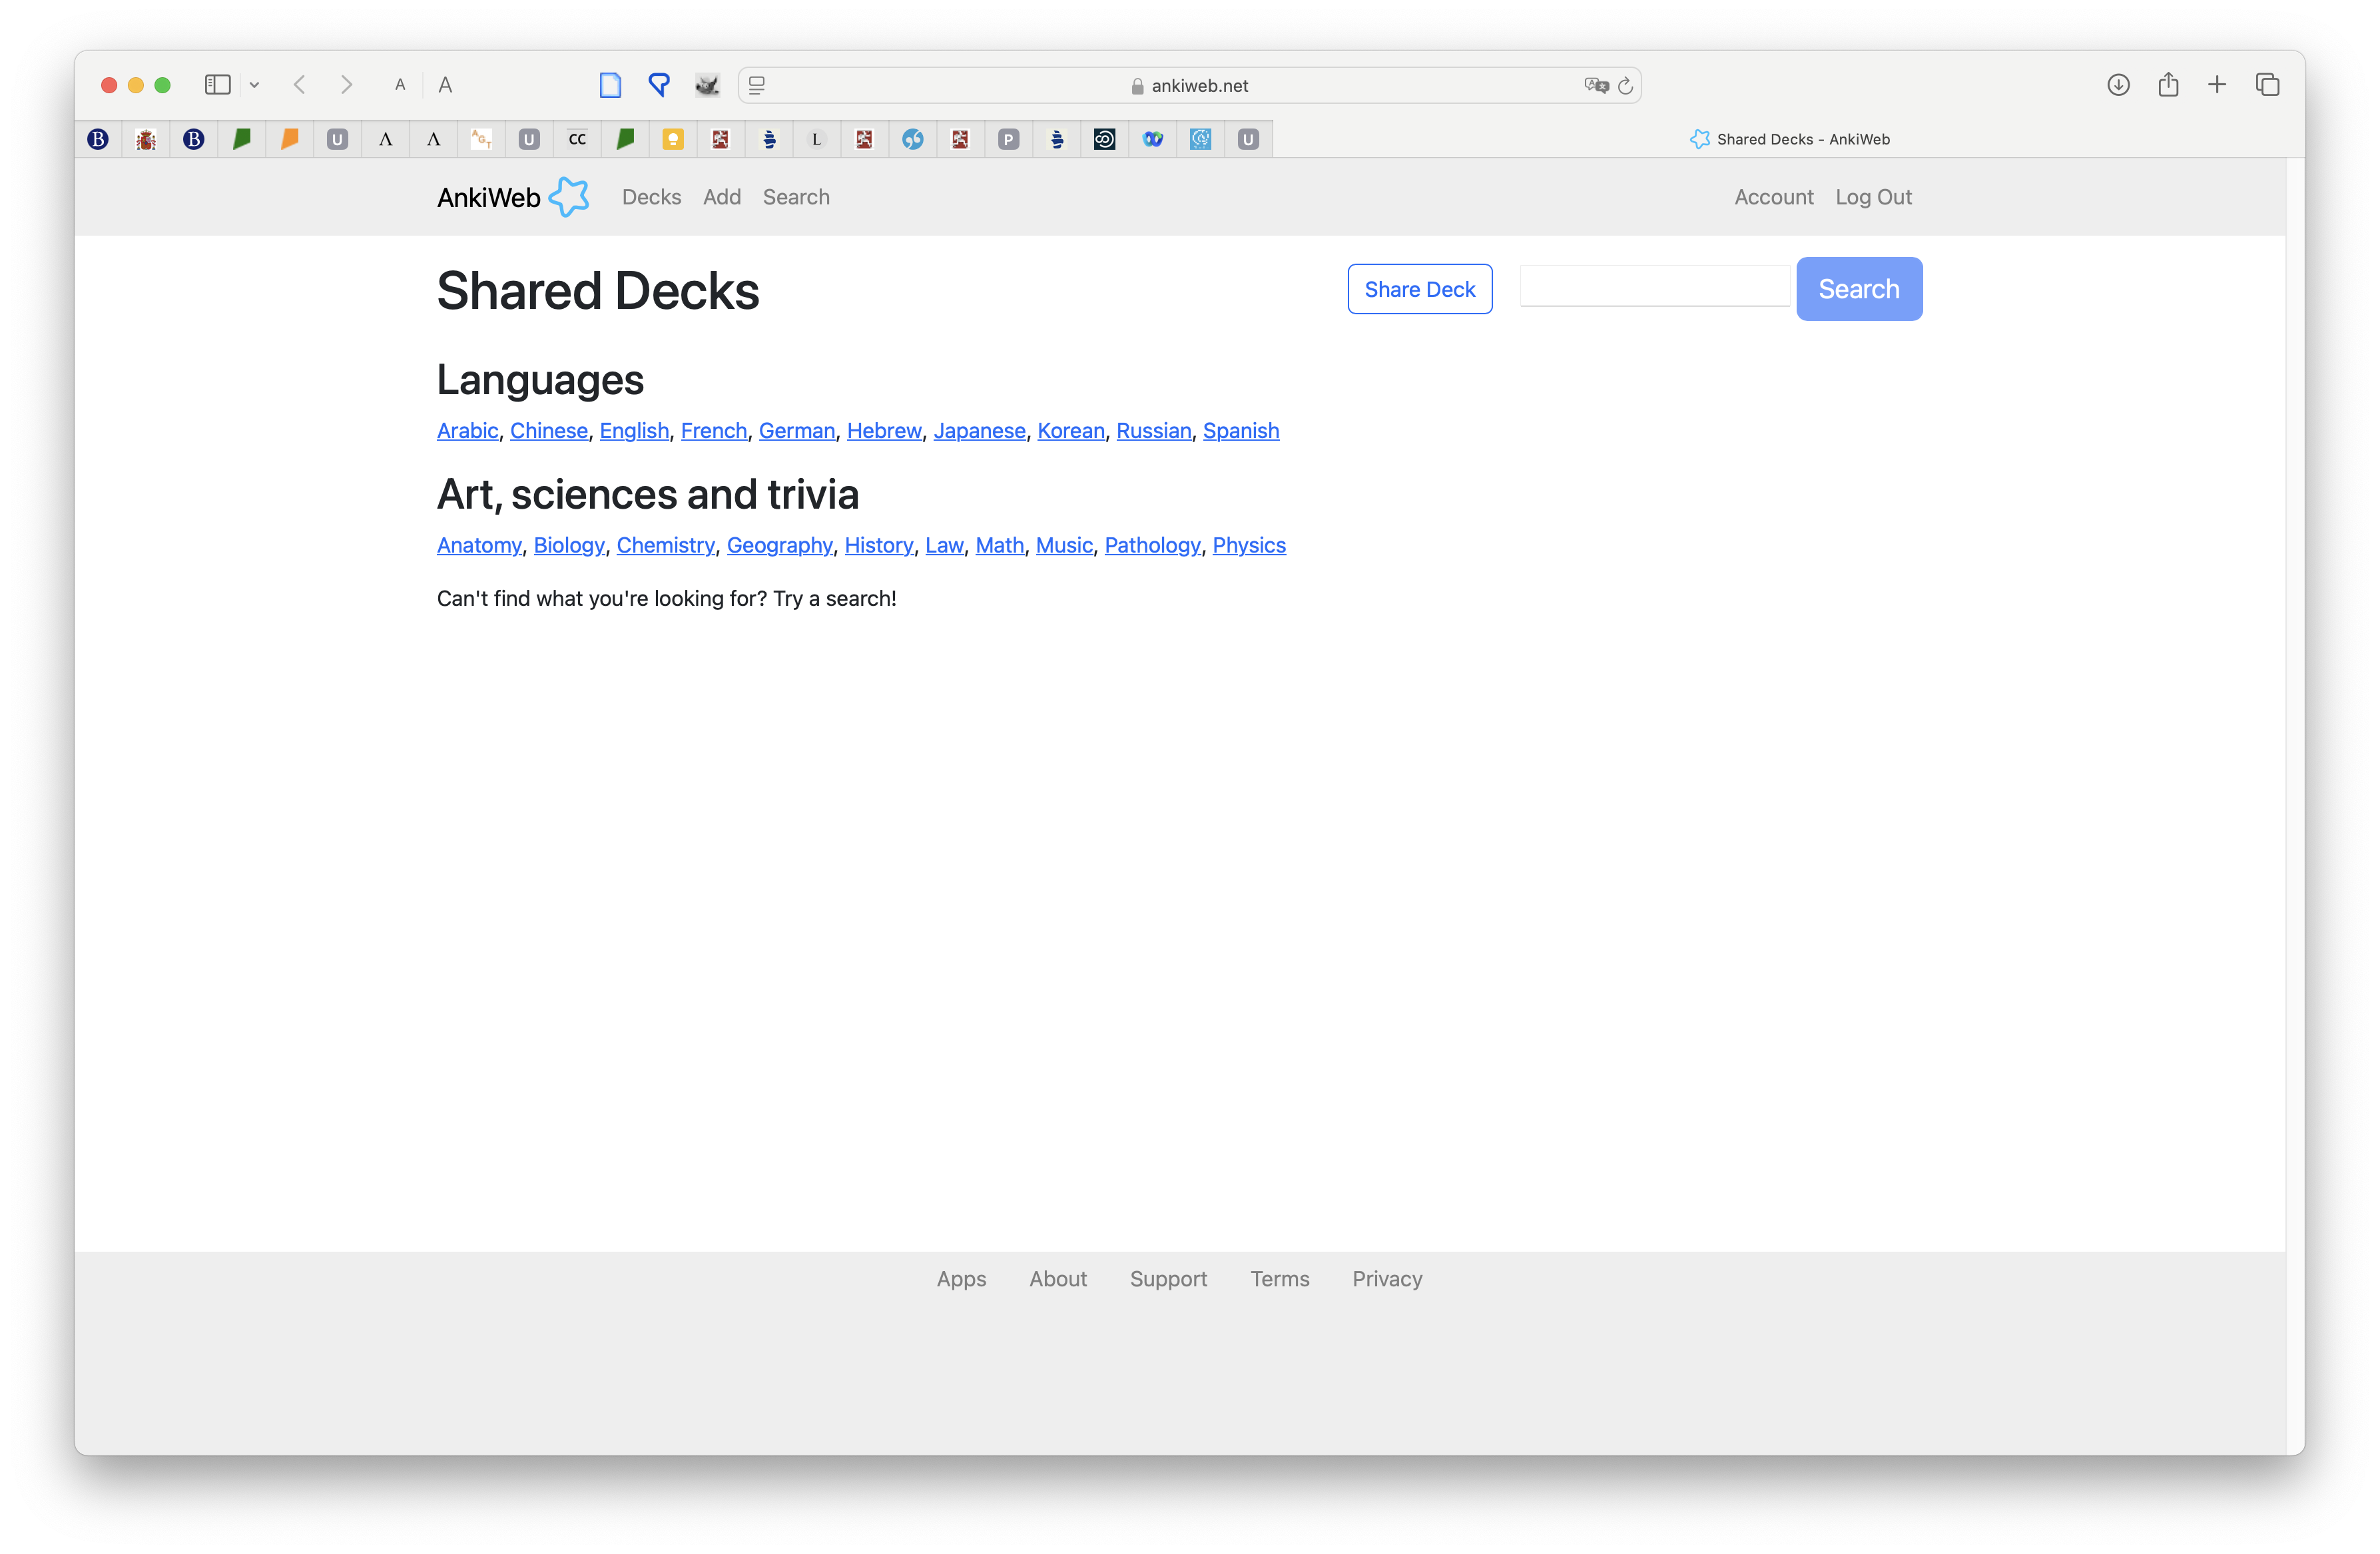 A A ankiweb.net
B B U Λ Λ AGT U CC L P U Shared Decks - AnkiWeb
AnkiWeb Decks Add Search Account Log Out
Shared Decks Share Deck Search
Languages
Arabic, Chinese, English, French, German, Hebrew, Japanese, Korean, Russian, Spanish
Art, sciences and trivia
Anatomy, Biology, Chemistry, Geography, History, Law, Math, Music, Pathology, Physics
Can't find what you're looking for? Try a search!
Apps About Support Terms Privacy